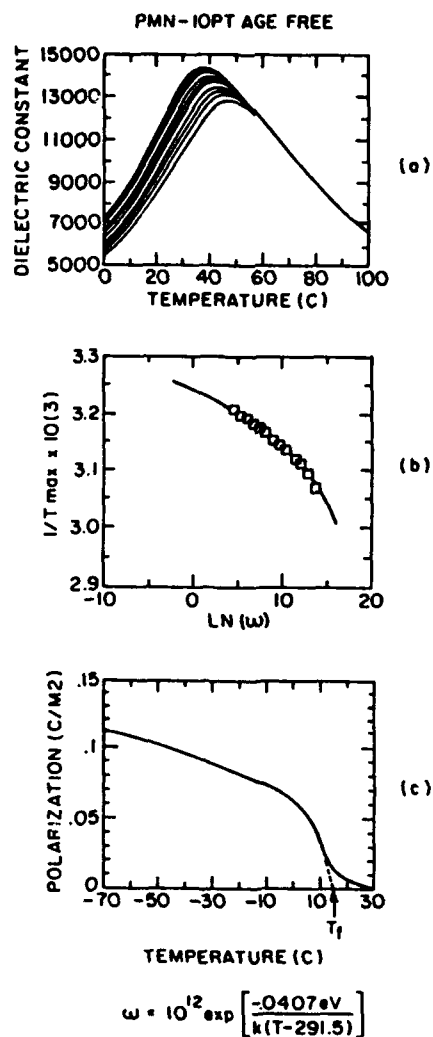 PMN-10PT AGE FREE
15000
13000
11000
9000
7000
5000
DIELECTRIC CONSTANT
0 20 40 60 80 100
TEMPERATURE (C)
(a)
3.3
3.2
3.1
3.0
2.9
1/T max x 10(3)
-10 0 10 20
LN (ω)
(b)
.15
.1
.05
0
POLARIZATION (C/M2)
-70 -50 -30 -10 10 30
T_f
TEMPERATURE (C)
(c)
ω = 10^12 exp [-.0407eV / k(T-291.5)]